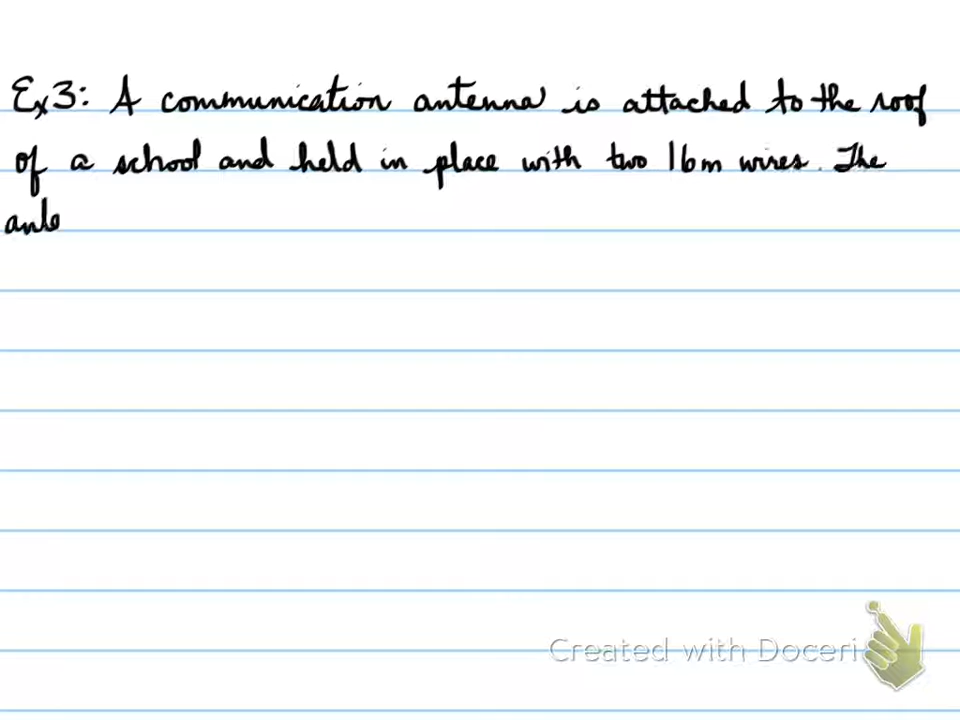 Ex3: A communication antenna is attached to the roof
of a school and held in place with two 16m wires. The
ante
Created with Doceri